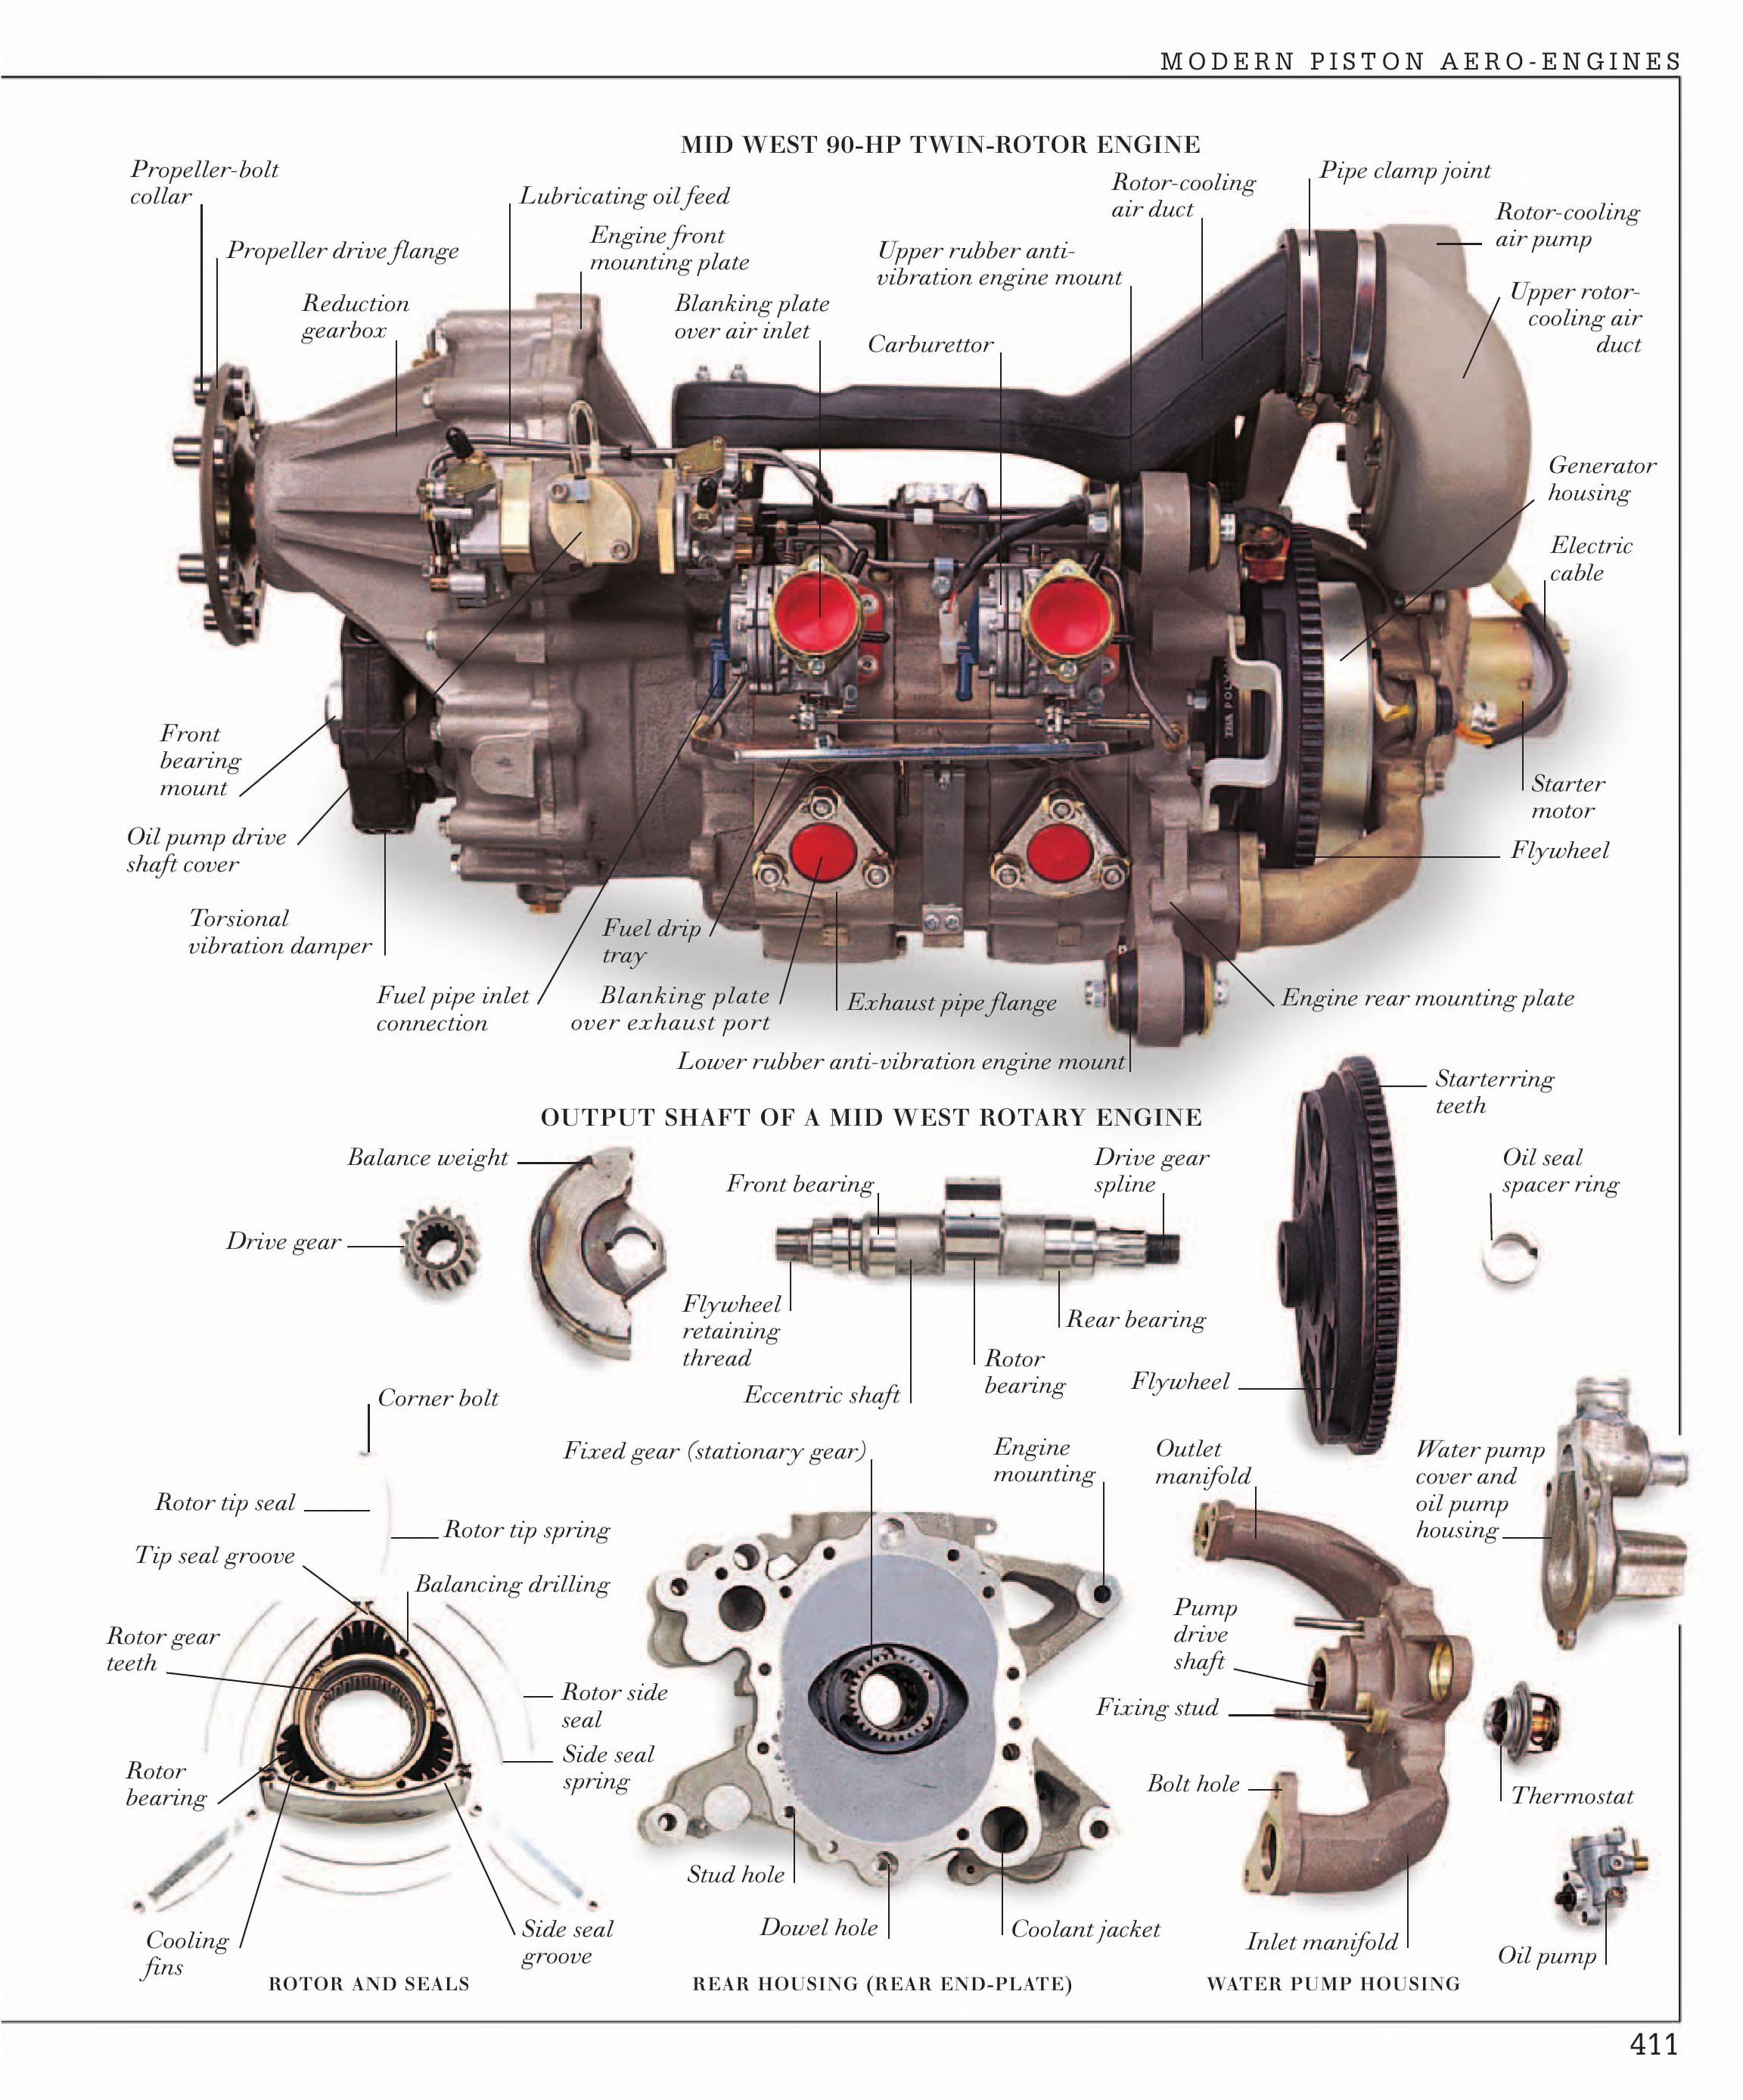 MODERN PISTON AERO-ENGINES
MID WEST 90-HP TWIN-ROTOR ENGINE
Propeller-bolt
collar
Propeller drive flange
Reduction
gearbox
Lubricating oil feed
Engine front
mounting plate
Blanking plate
over air inlet
Carburettor
Upper rubber anti-
vibration engine mount
Rotor-cooling
air duct
Pipe clamp joint
Rotor-cooling
air pump
Upper rotor-
cooling air
duct
Generator
housing
Electric
cable
Starter
motor
Flywheel
Front
bearing
mount
Oil pump drive
shaft cover
Torsional
vibration damper
Fuel pipe inlet
connection
Fuel drip
tray
Blanking plate
over exhaust port
Exhaust pipe flange
Engine rear mounting plate
Lower rubber anti-vibration engine mount
OUTPUT SHAFT OF A MID WEST ROTARY ENGINE
Balance weight
Drive gear
Front bearing
Drive gear
spline
Flywheel
retaining
thread
Eccentric shaft
Rotor
bearing
Rear bearing
Flywheel
Starterring
teeth
Oil seal
spacer ring
Corner bolt
Rotor tip seal
Rotor tip spring
Tip seal groove
Balancing drilling
Rotor gear
teeth
Rotor side
seal
Side seal
spring
Rotor
bearing
Cooling
fins
Side seal
groove
ROTOR AND SEALS
Fixed gear (stationary gear)
Engine
mounting
Stud hole
Dowel hole
Coolant jacket
REAR HOUSING (REAR END-PLATE)
Outlet
manifold
Water pump
cover and
oil pump
housing
Pump
drive
shaft
Fixing stud
Bolt hole
Thermostat
Inlet manifold
Oil pump
WATER PUMP HOUSING
411